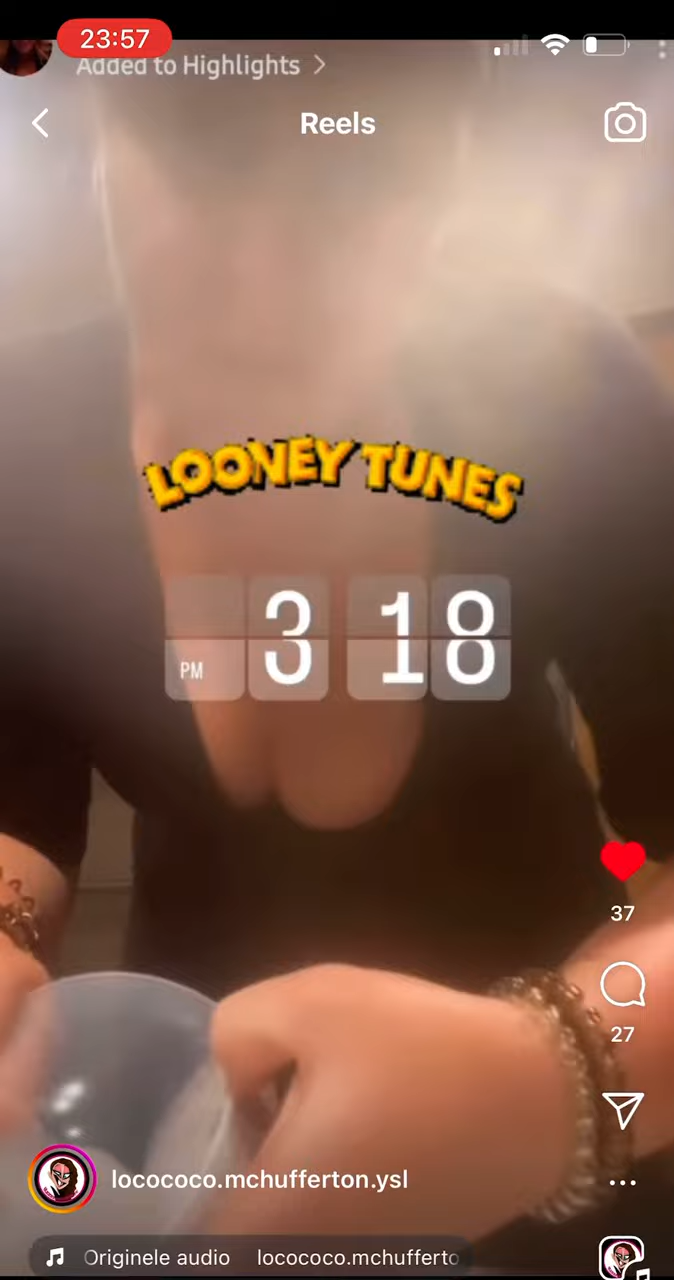 23:57
Added to Highlights
Reels
LOONEY TUNES
PM 3 18
37
27
locococo.mchufferton.ysl
Originele audio locococo.mchufferto